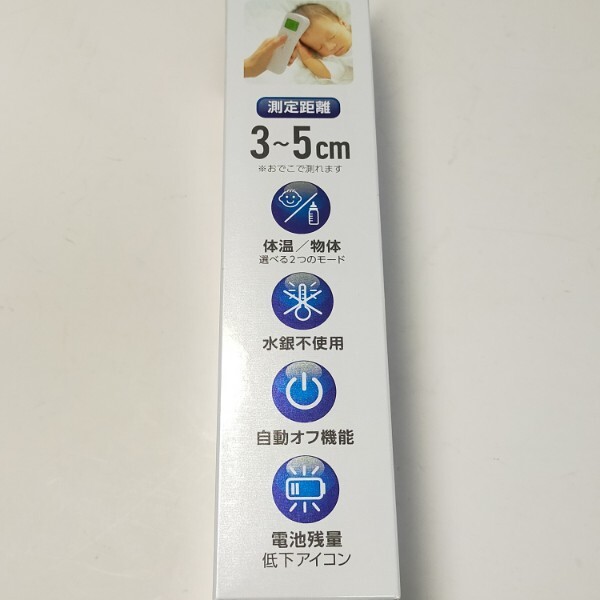 測定距離
3~5cm
※おでこで測れます
体温/物体
選べる2つのモード
水銀不使用
自動オフ機能
電池残量
低下アイコン